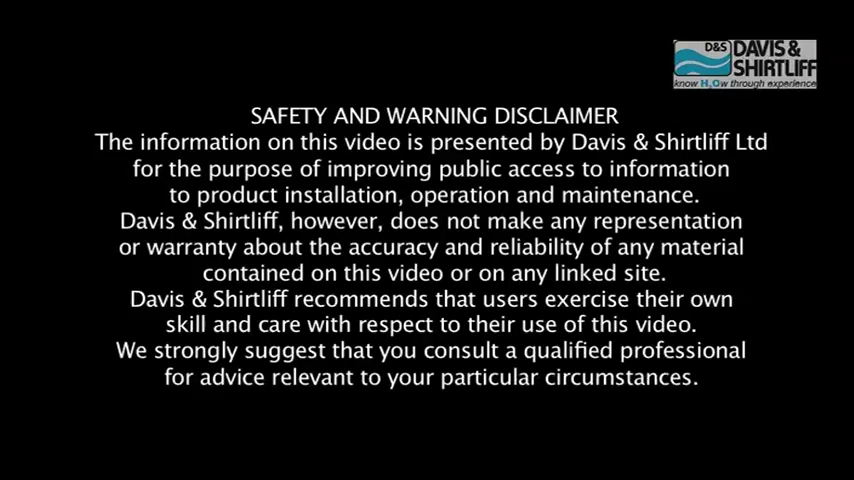 D&S DAVIS &
SHIRTLIFF
know H2Ow through experience
SAFETY AND WARNING DISCLAIMER
The information on this video is presented by Davis & Shirtliff Ltd
for the purpose of improving public access to information
to product installation, operation and maintenance.
Davis & Shirtliff, however, does not make any representation
or warranty about the accuracy and reliability of any material
contained on this video or on any linked site.
Davis & Shirtliff recommends that users exercise their own
skill and care with respect to their use of this video.
We strongly suggest that you consult a qualified professional
for advice relevant to your particular circumstances.